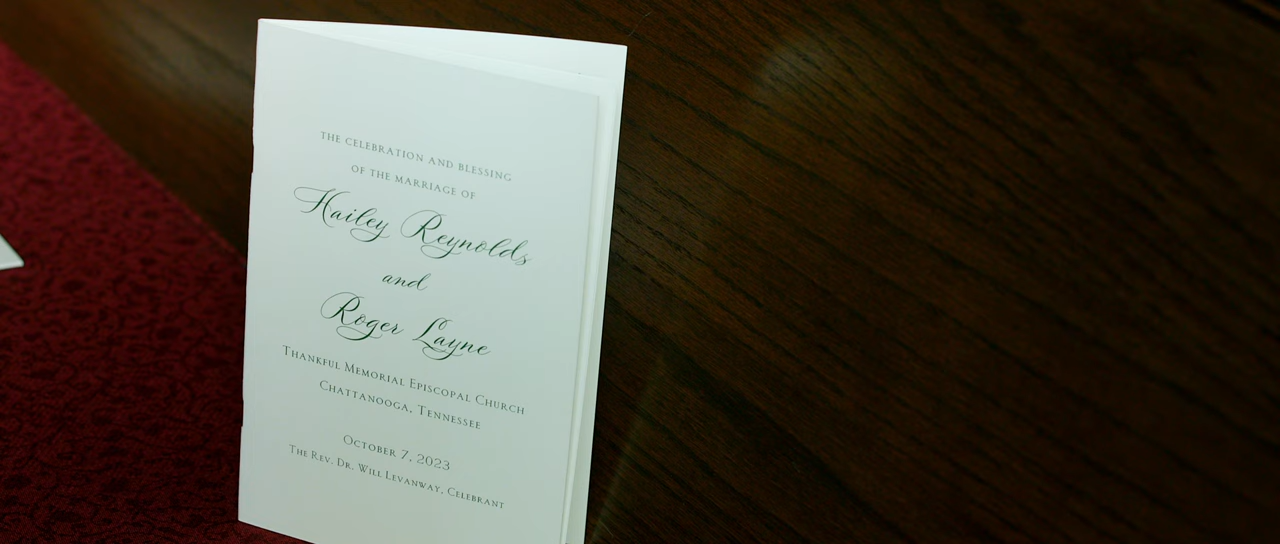 THE CELEBRATION AND BLESSING
OF THE MARRIAGE OF
Hailey Reynolds
and
Roger Layne
THANKFUL MEMORIAL EPISCOPAL CHURCH
CHATTANOOGA, TENNESSEE
OCTOBER 7, 2023
THE REV. DR. WILL LEVANWAY, CELEBRANT